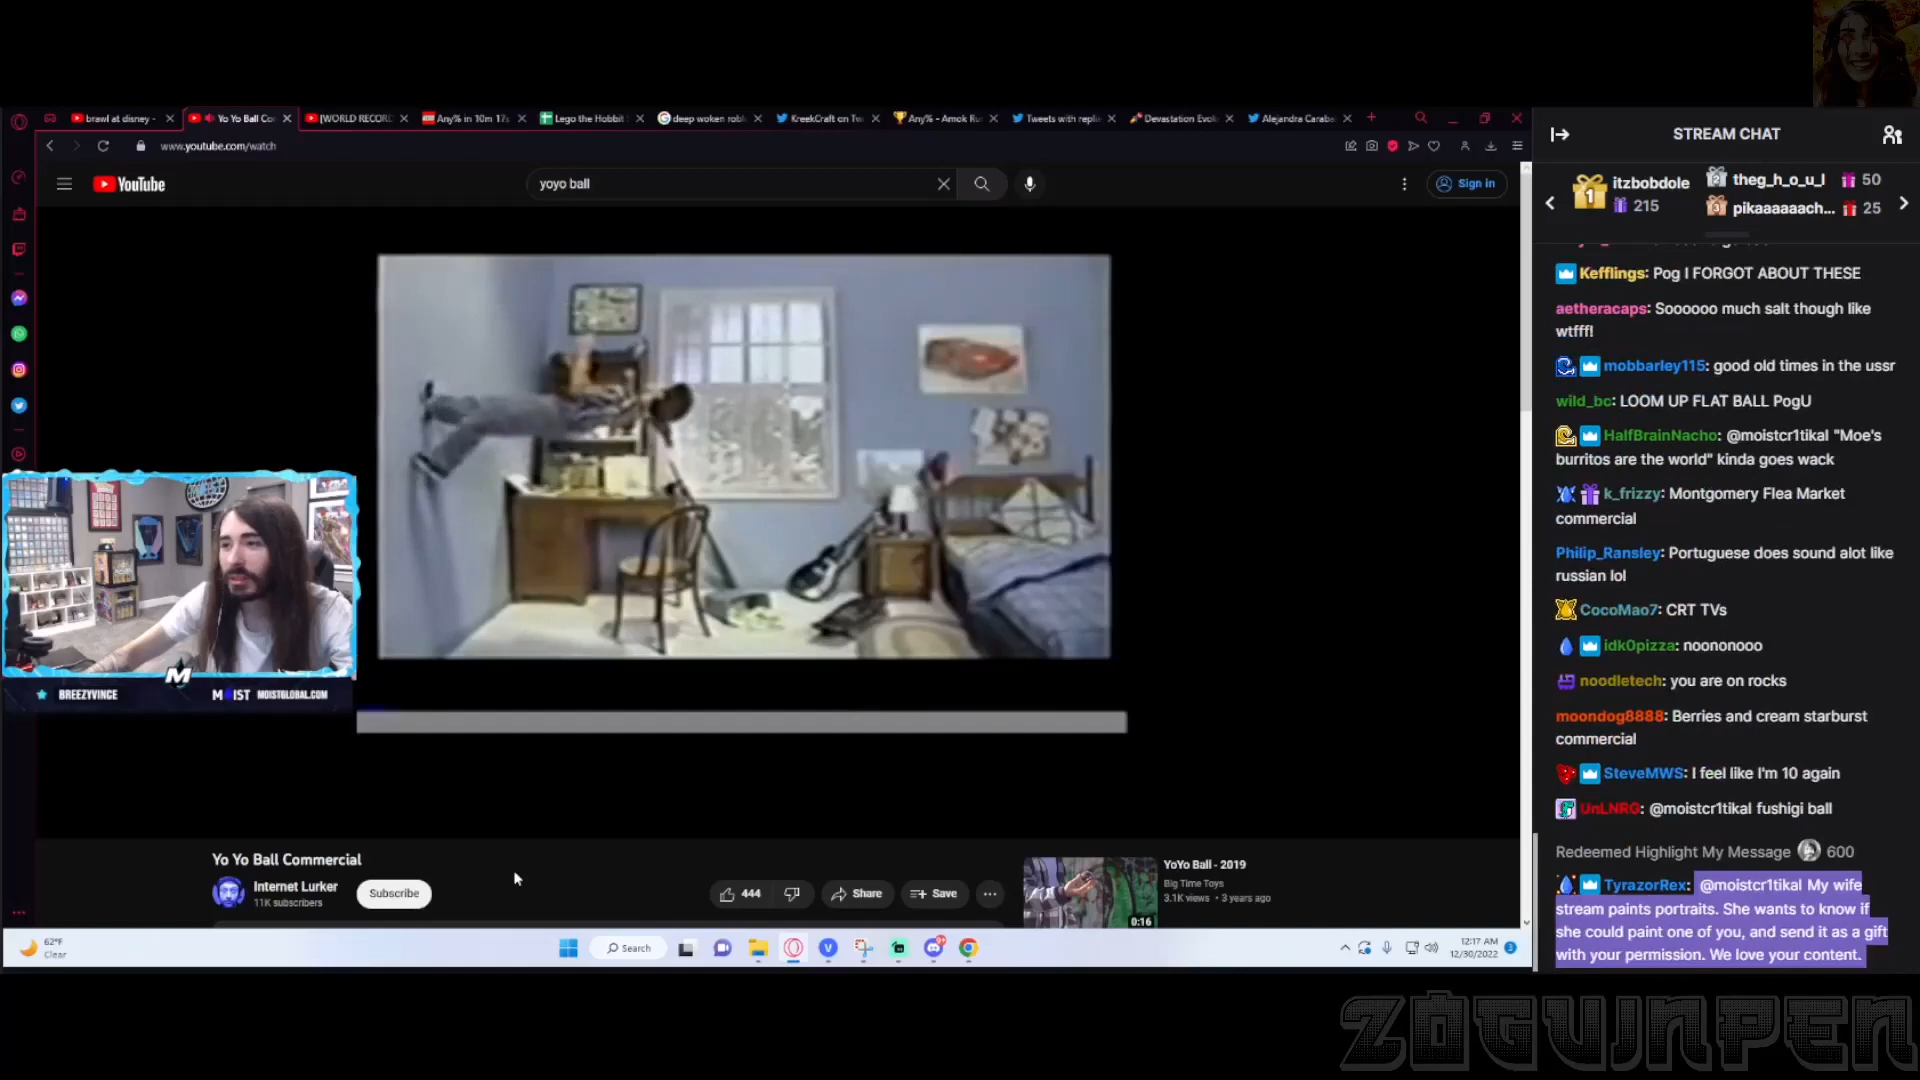 brawl at disney -
Yo Yo Ball Co
[WORLD RECORD
Any% in 10m 17s
Lego the Hobbit
deep woken robl
KreekCraft on Tw
Any% - Amok Ru
Tweets with repli
Devastation Evok
Alejandra Carab
www.youtube.com/watch
YouTube
yoyo ball
Sign in
BREEZYVINCE
M IST MOISTGLOBAL.COM
Yo Yo Ball Commercial
Internet Lurker
11K subscribers
Subscribe
444
Share
Save
YoYo Ball - 2019
Big Time Toys
3.1K views • 3 years ago
0:16
62°F
Clear
Search
12:17 AM
12/30/2022
STREAM CHAT
1 itzbobdole
215
2 theg_h_o_u_l 50
3 pikaaaaaach... 25
Kefflings: Pog I FORGOT ABOUT THESE
aetheracaps: Soooooo much salt though like
wtfff!
mobbarley115: good old times in the ussr
wild_bc: LOOM UP FLAT BALL PogU
HalfBrainNacho: @moistcr1tikal "Moe's
burritos are the world" kinda goes wack
k_frizzy: Montgomery Flea Market
commercial
Philip_Ransley: Portuguese does sound alot like
russian lol
CocoMao7: CRT TVs
idk0pizza: noononooo
noodletech: you are on rocks
moondog8888: Berries and cream starburst
commercial
SteveMWS: I feel like I'm 10 again
UnLNRG: @moistcr1tikal fushigi ball
Redeemed Highlight My Message 600
TyrazorRex: @moistcr1tikal My wife
stream paints portraits. She wants to know if
she could paint one of you, and send it as a gift
with your permission. We love your content.
ZOGUJNPEN